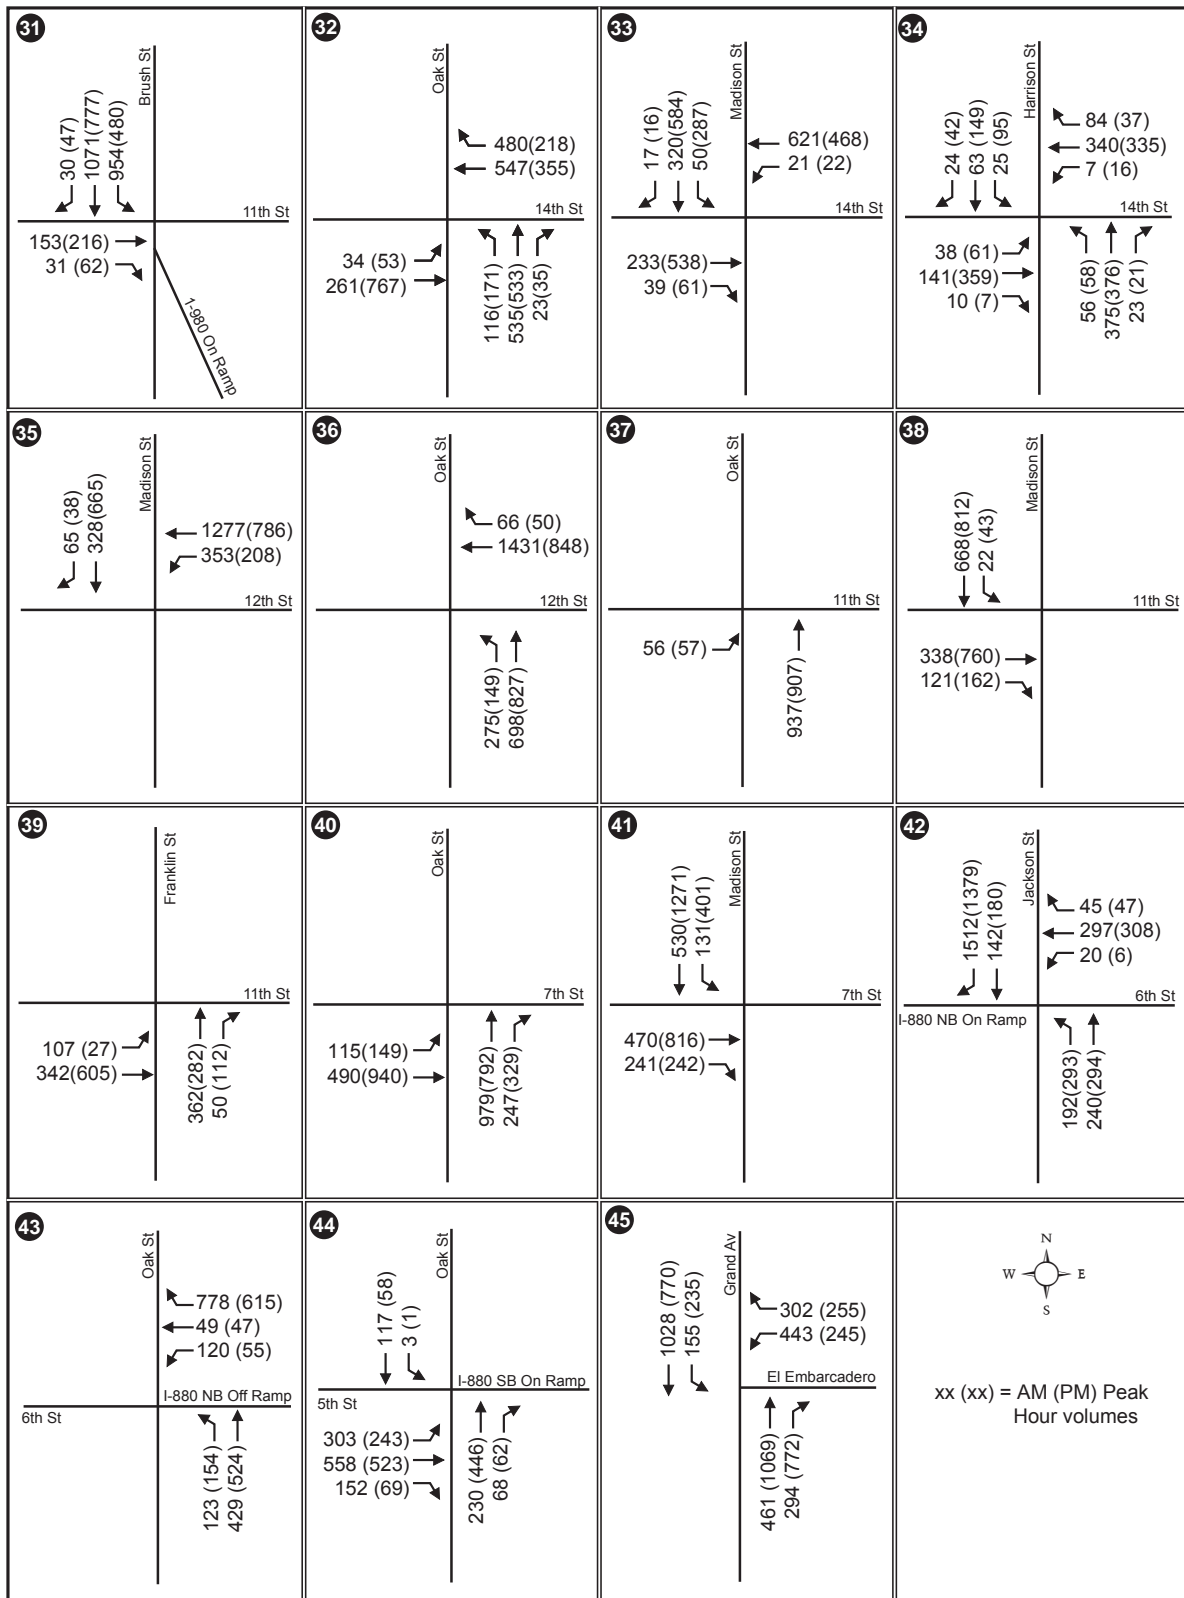 31
Brush St
30 (47)
1071(777)
954(480)
11th St
153(216)
31 (62)
1-980 On Ramp
32
Oak St
480(218)
547(355)
14th St
34 (53)
261(767)
116(171)
535(533)
23(35)
33
Madison St
17 (16)
320(584)
50(287)
621(468)
21 (22)
14th St
233(538)
39 (61)
34
Harrison St
24 (42)
63 (149)
25 (95)
84 (37)
340(335)
7 (16)
14th St
38 (61)
141(359)
10 (7)
56 (58)
375(376)
23 (21)
35
Madison St
65 (38)
328(665)
1277(786)
353(208)
12th St
36
Oak St
66 (50)
1431(848)
12th St
275(149)
698(827)
37
Oak St
11th St
56 (57)
937(907)
38
Madison St
668(812)
22 (43)
11th St
338(760)
121(162)
39
Franklin St
11th St
107 (27)
342(605)
362(282)
50 (112)
40
Oak St
7th St
115(149)
490(940)
979(792)
247(329)
41
Madison St
530(1271)
131(401)
7th St
470(816)
241(242)
42
Jackson St
1512(1379)
142(180)
45 (47)
297(308)
20 (6)
6th St
I-880 NB On Ramp
192(293)
240(294)
43
Oak St
778 (615)
49 (47)
120 (55)
I-880 NB Off Ramp
6th St
123 (154)
429 (524)
44
Oak St
117 (58)
3 (1)
I-880 SB On Ramp
5th St
303 (243)
558 (523)
152 (69)
230 (446)
68 (62)
45
Grand Av
1028 (770)
155 (235)
302 (255)
443 (245)
El Embarcadero
461 (1069)
294 (772)
N
W E
S
xx (xx) = AM (PM) Peak
Hour volumes